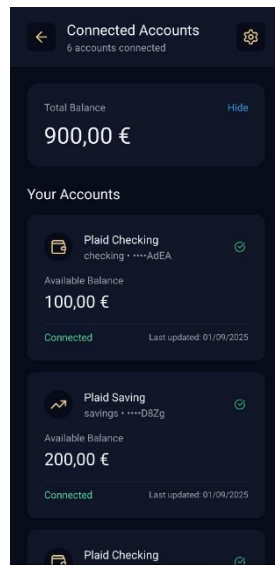 Connected Accounts
6 accounts connected
Total Balance
Hide
900,00 €
Your Accounts
Plaid Checking
checking • ••••AdEA
Available Balance
100,00 €
Connected
Last updated: 01/09/2025
Plaid Saving
savings • ••••D8Zg
Available Balance
200,00 €
Connected
Last updated: 01/09/2025
Plaid Checking